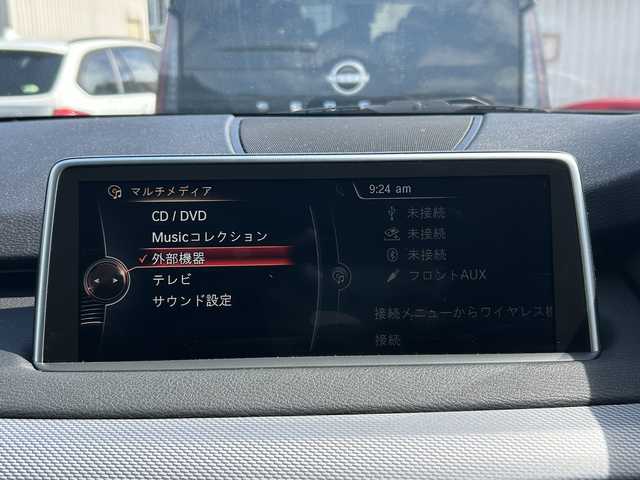 マルチメディア
CD / DVD
Musicコレクション
✓外部機器
テレビ
サウンド設定
9:24 am
未接続
未接続
未接続
フロントAUX
接続メニューからワイヤレス
接続